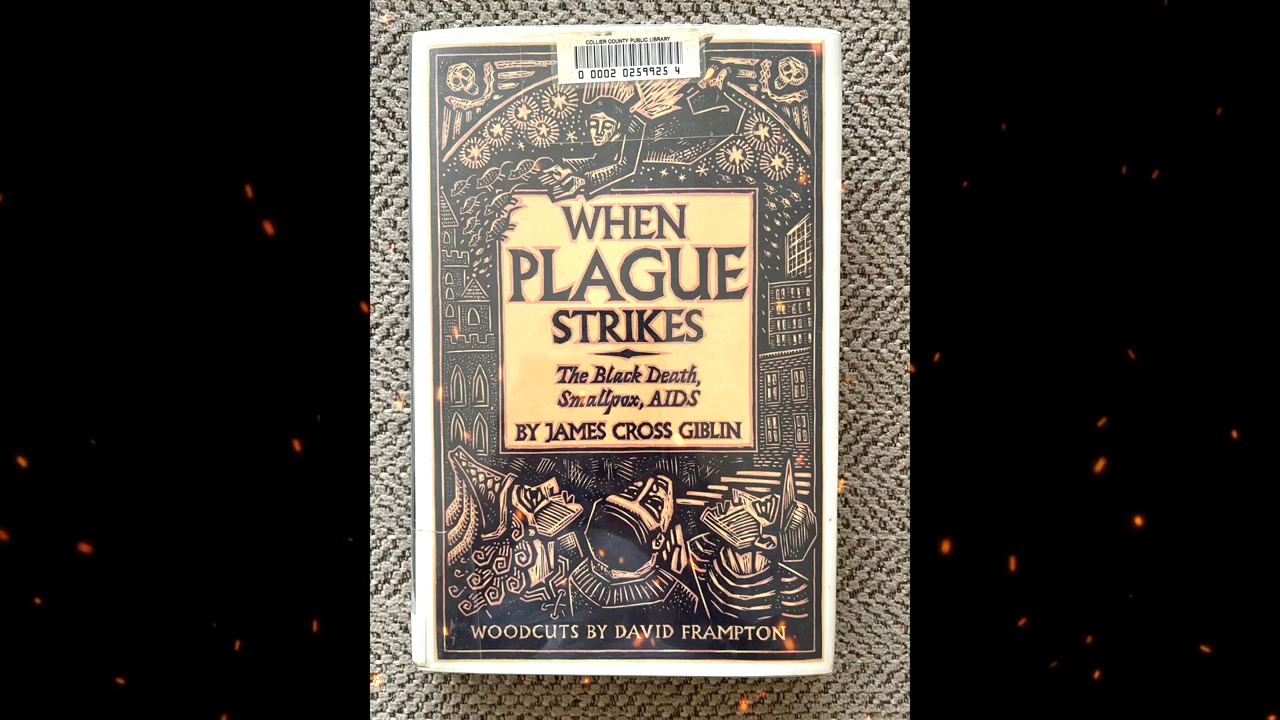 COLLIER COUNTY PUBLIC LIBRARY
0 0002 0259925 4
WHEN
PLAGUE
STRIKES
The Black Death,
Smallpox, AIDS
BY JAMES CROSS GIBLIN
WOODCUTS BY DAVID FRAMPTON